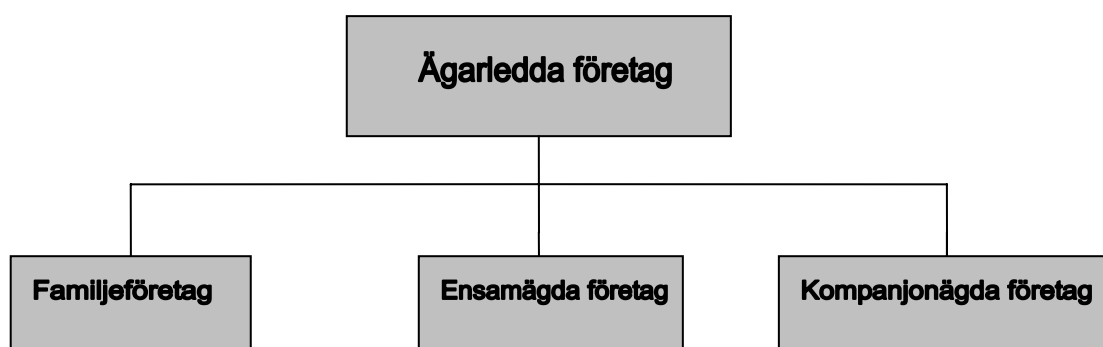 Ägarledda företag
Familjeföretag
Ensamägda företag
Kompanjonägda företag